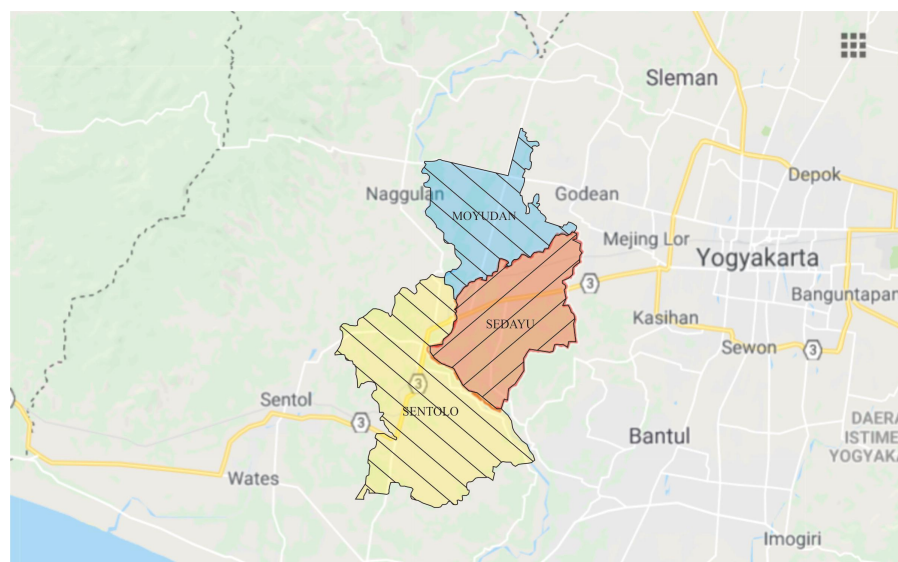 Sleman
Depok
Naggulan
Godean
MOYUDAN
Mejing Lor
Yogyakarta
3
Banguntapan
Kasihan
SEDAYU
Sewon
3
3
Sentol
SENTOLO
3
Bantul
DAERA
ISTIME
YOGYAKA
Wates
Imogiri